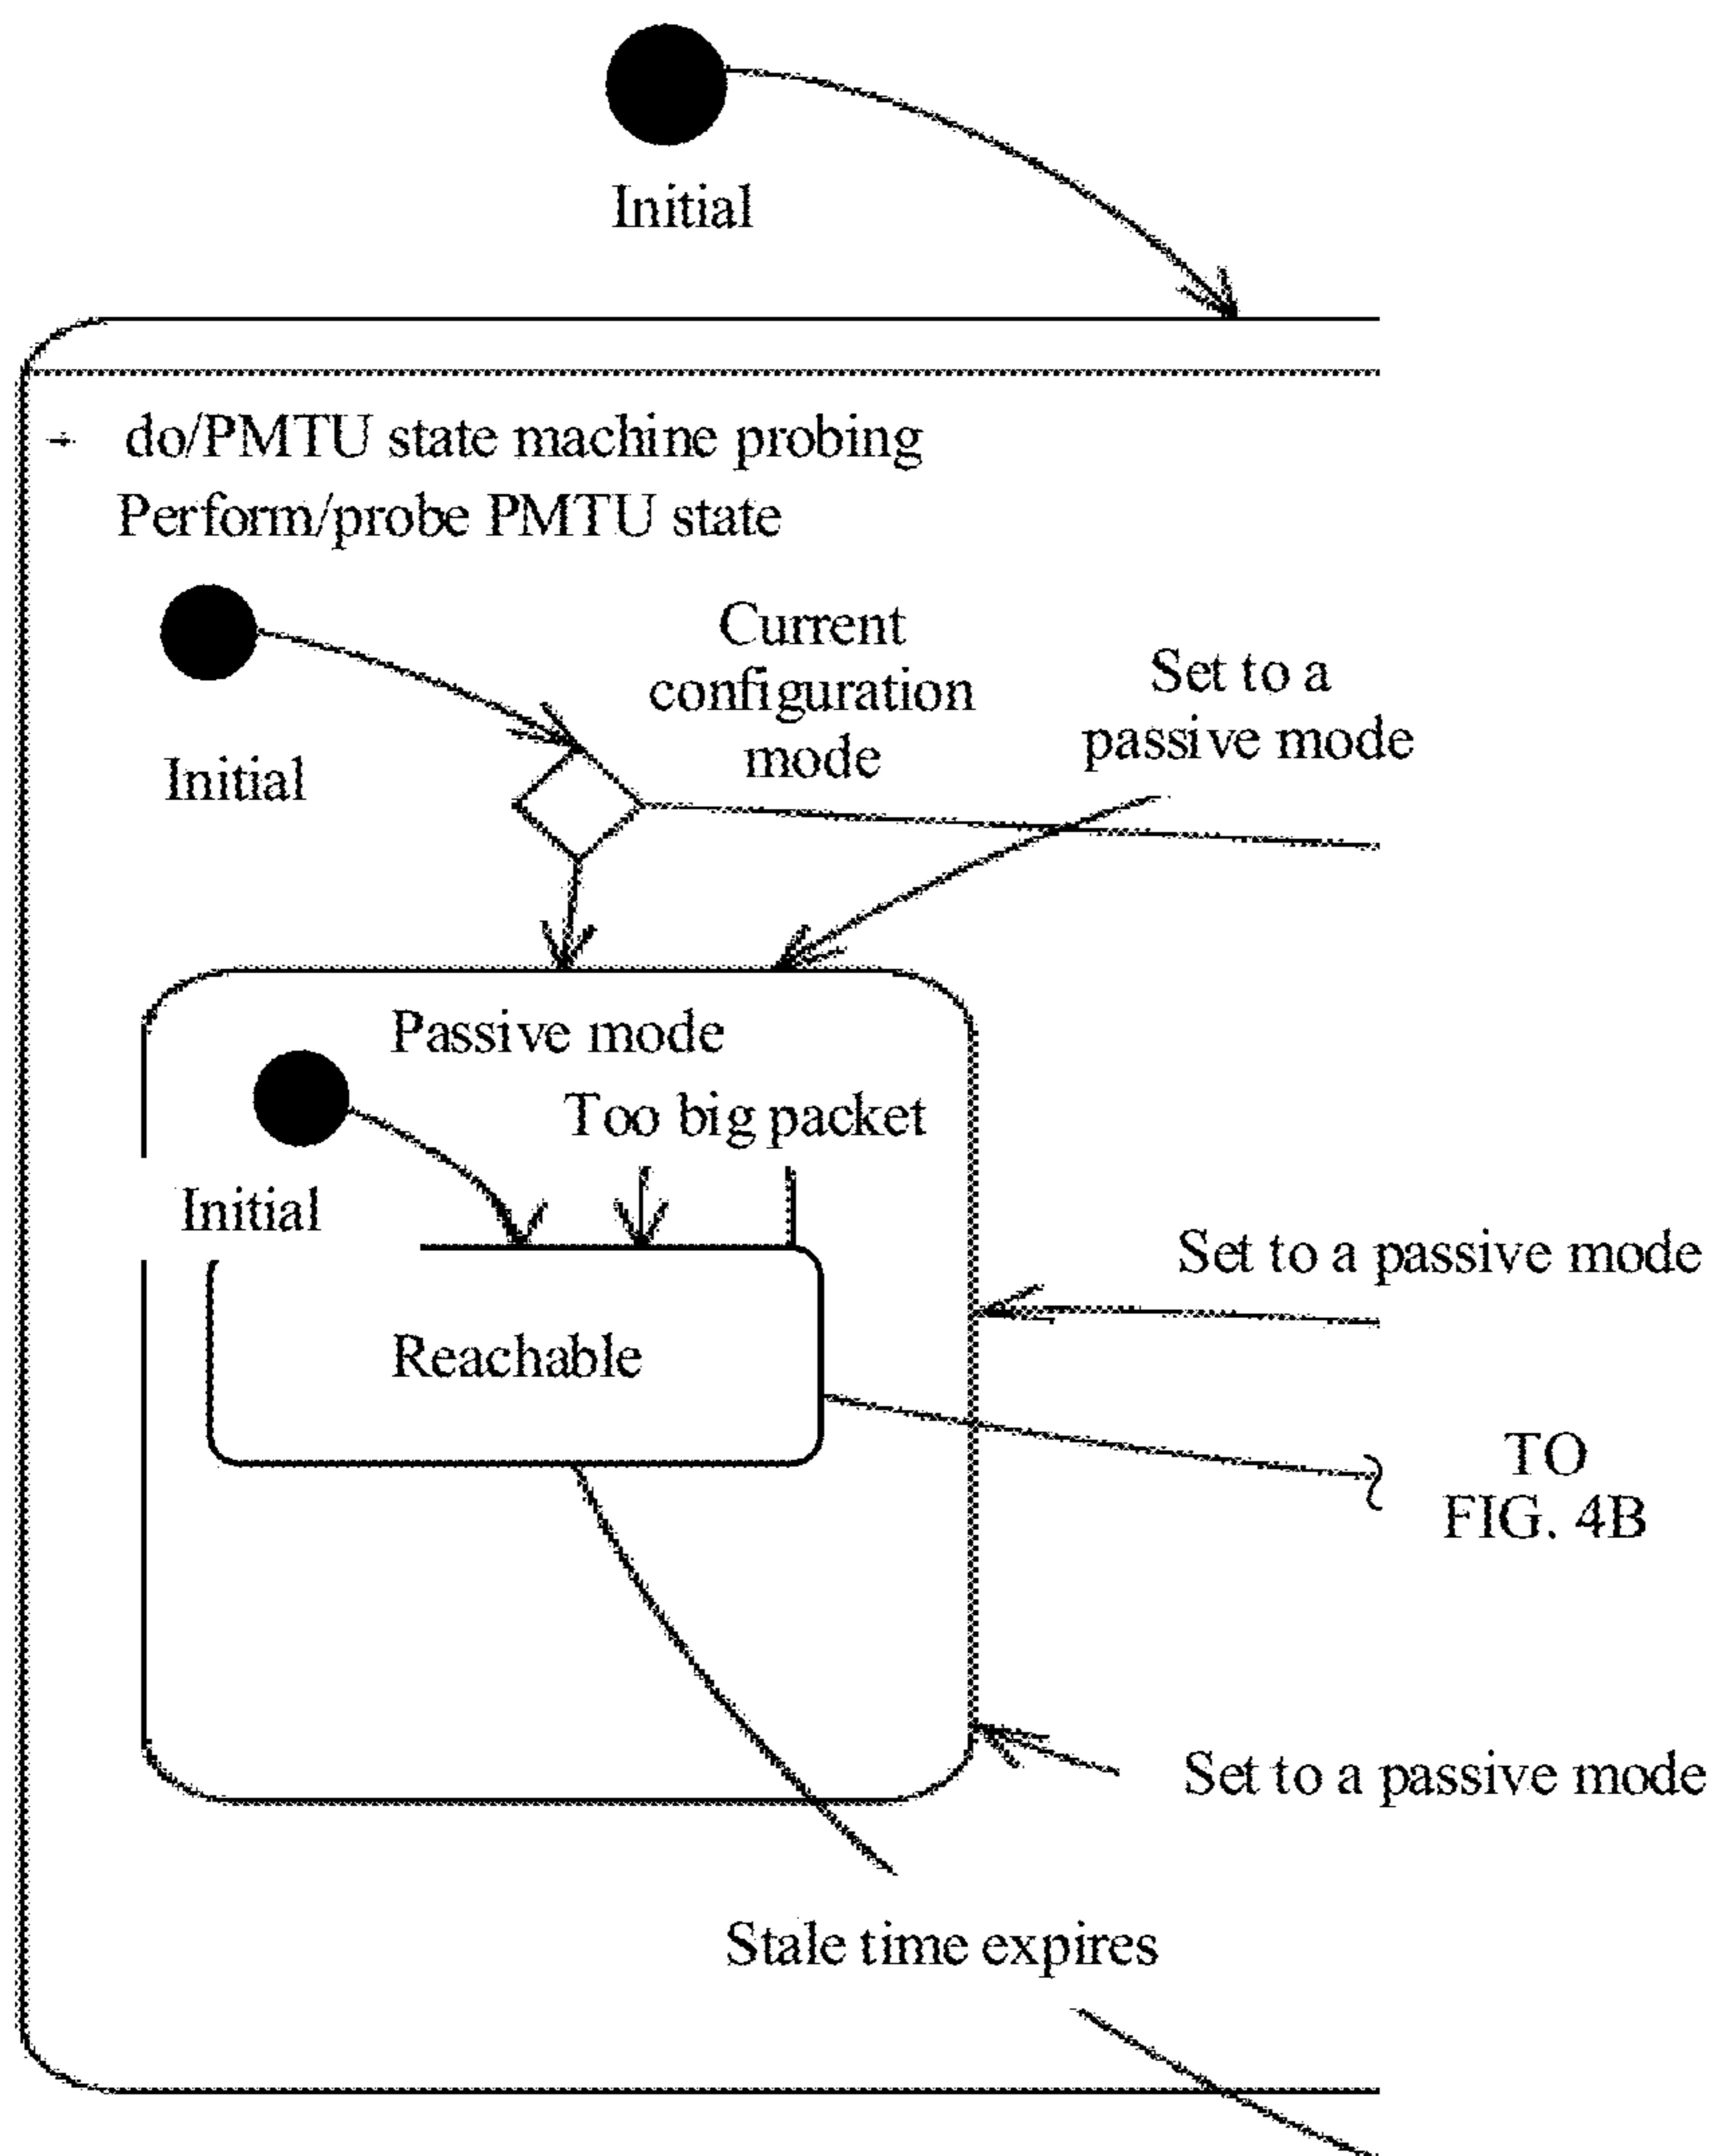 Initial
do/PMTU state machine probing
Perform/probe PMTU state
Current
configuration
mode
Set to a
passive mode
Initial
Passive mode
Too big packet
Initial
Set to a passive mode
Reachable
TO
FIG. 4B
Set to a passive mode
Stale time expires